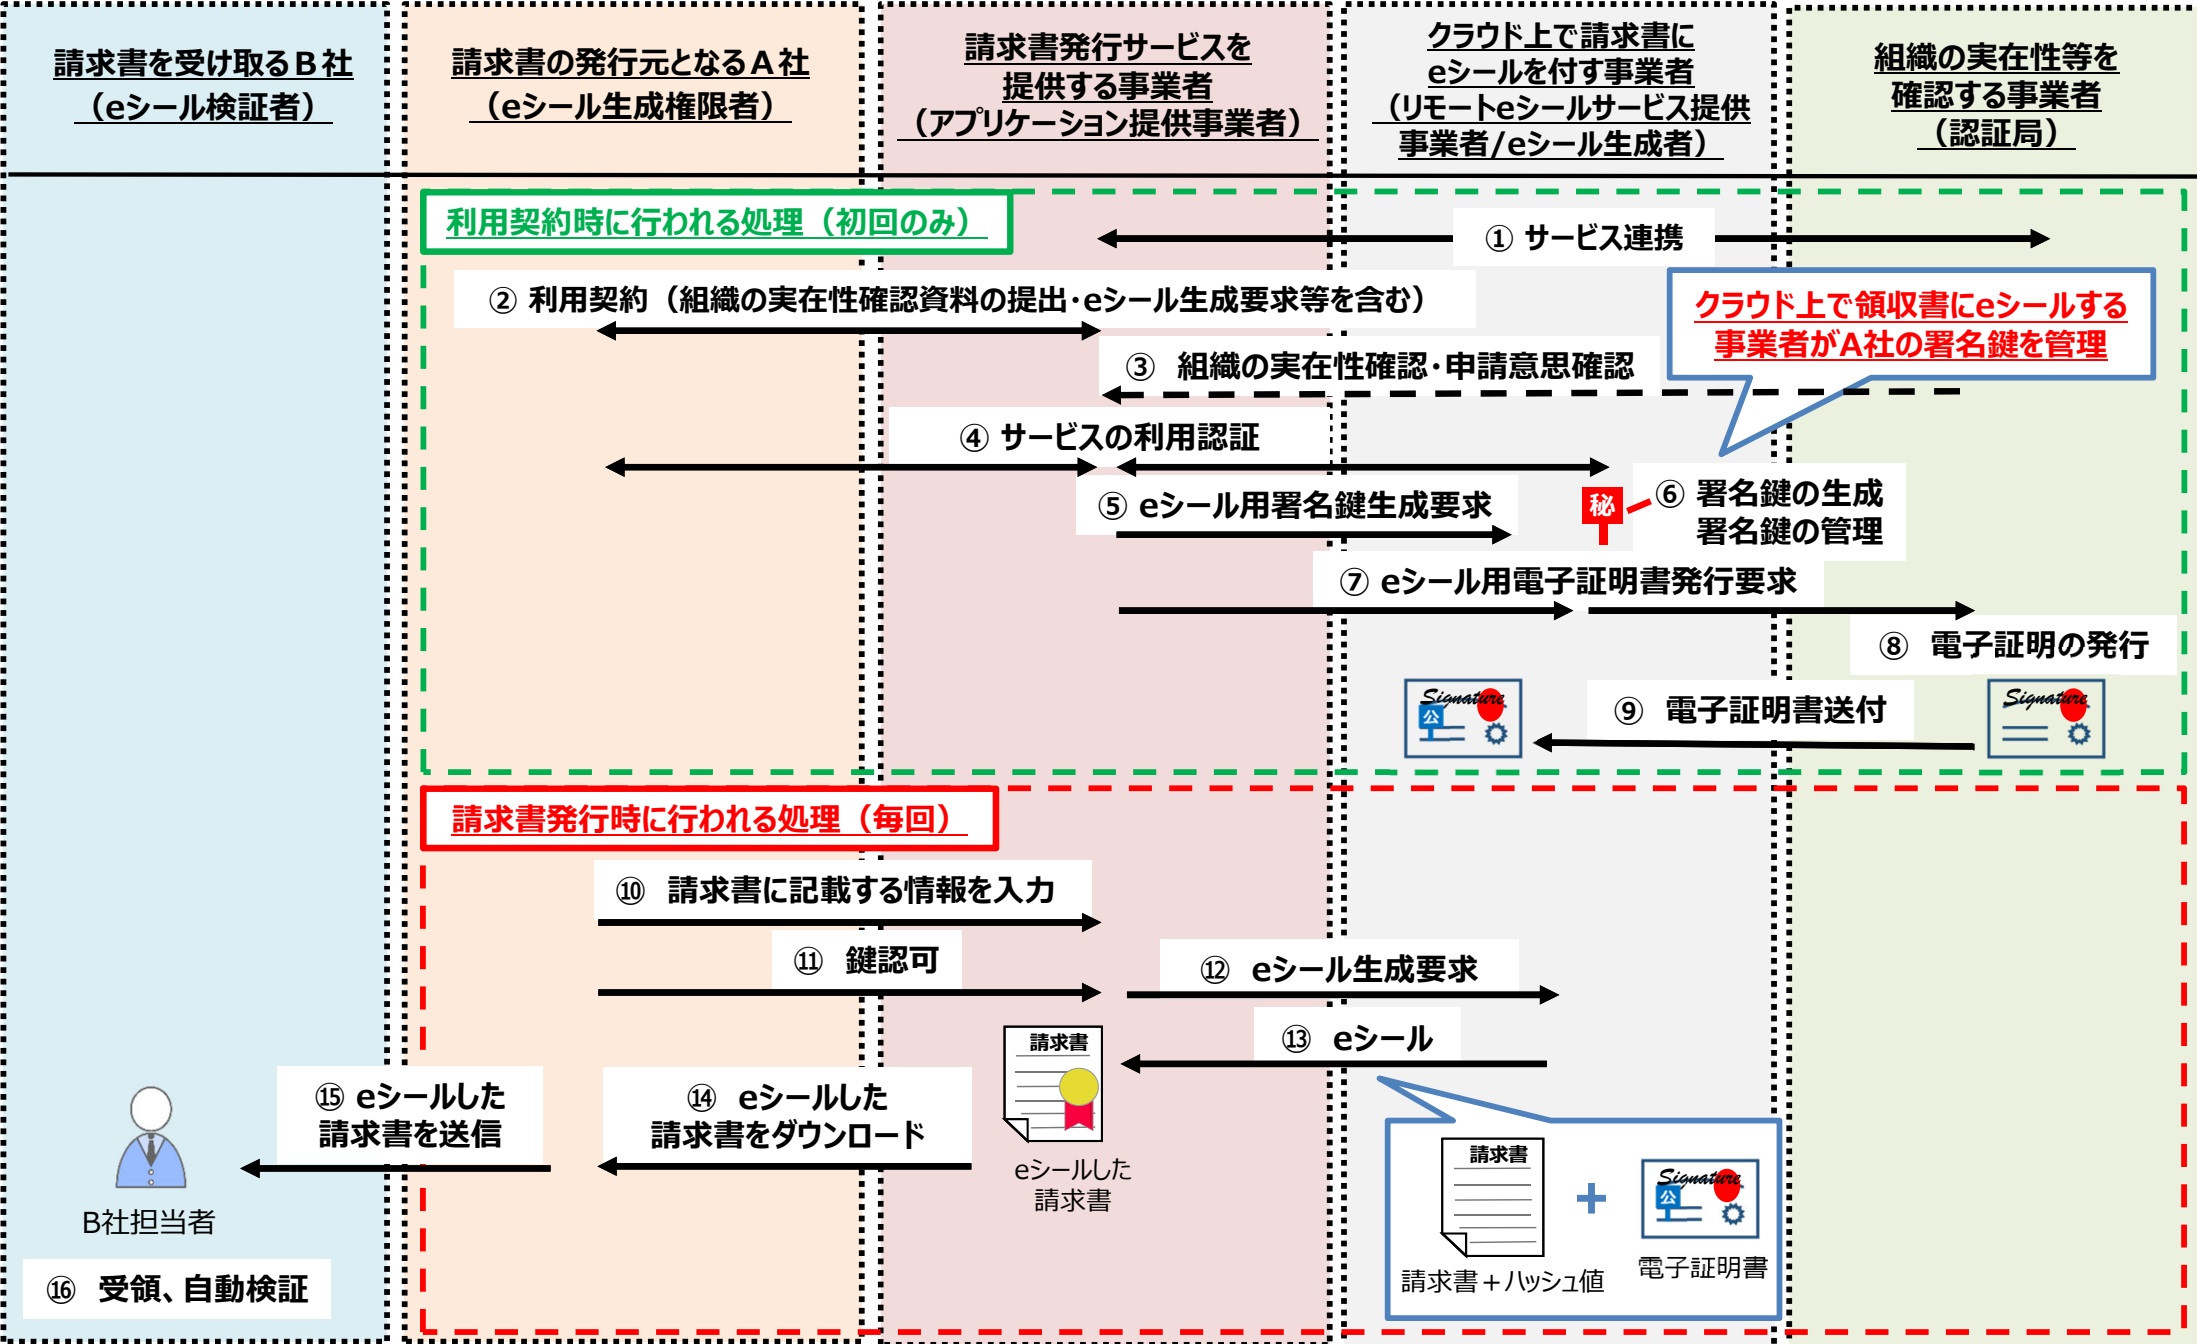 請求書を受け取るB社
（eシール検証者）
請求書の発行元となるA社
（eシール生成権限者）
請求書発行サービスを
提供する事業者
（アプリケーション提供事業者）
クラウド上で請求書に
eシールを付す事業者
（リモートeシールサービス提供
事業者/eシール生成者）
組織の実在性等を
確認する事業者
（認証局）
利用契約時に行われる処理（初回のみ）
① サービス連携
② 利用契約（組織の実在性確認資料の提出・eシール生成要求等を含む）
クラウド上で領収書にeシールする
事業者がA社の署名鍵を管理
③ 組織の実在性確認・申請意思確認
④ サービスの利用認証
⑤ eシール用署名鍵生成要求
秘
⑥ 署名鍵の生成
署名鍵の管理
⑦ eシール用電子証明書発行要求
⑧ 電子証明の発行
Signature
公
⑨ 電子証明書送付
Signature
請求書発行時に行われる処理（毎回）
⑩ 請求書に記載する情報を入力
⑪ 鍵認可
⑫ eシール生成要求
⑬ eシール
請求書
eシールした
請求書
⑭ eシールした
請求書をダウンロード
⑮ eシールした
請求書を送信
B社担当者
⑯ 受領、自動検証
請求書
請求書＋ハッシュ値
+
Signature
公
電子証明書